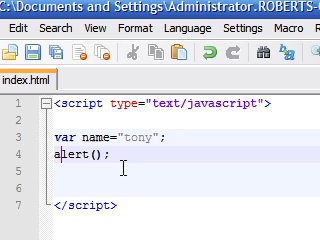 C:\Documents and Settings\Administrator.ROBERTS-
Edit Search View Format Language Settings Macro
index.html
1 <script type="text/javascript">
2
3 var name="tony";
4 alert();
5
6
7 </script>